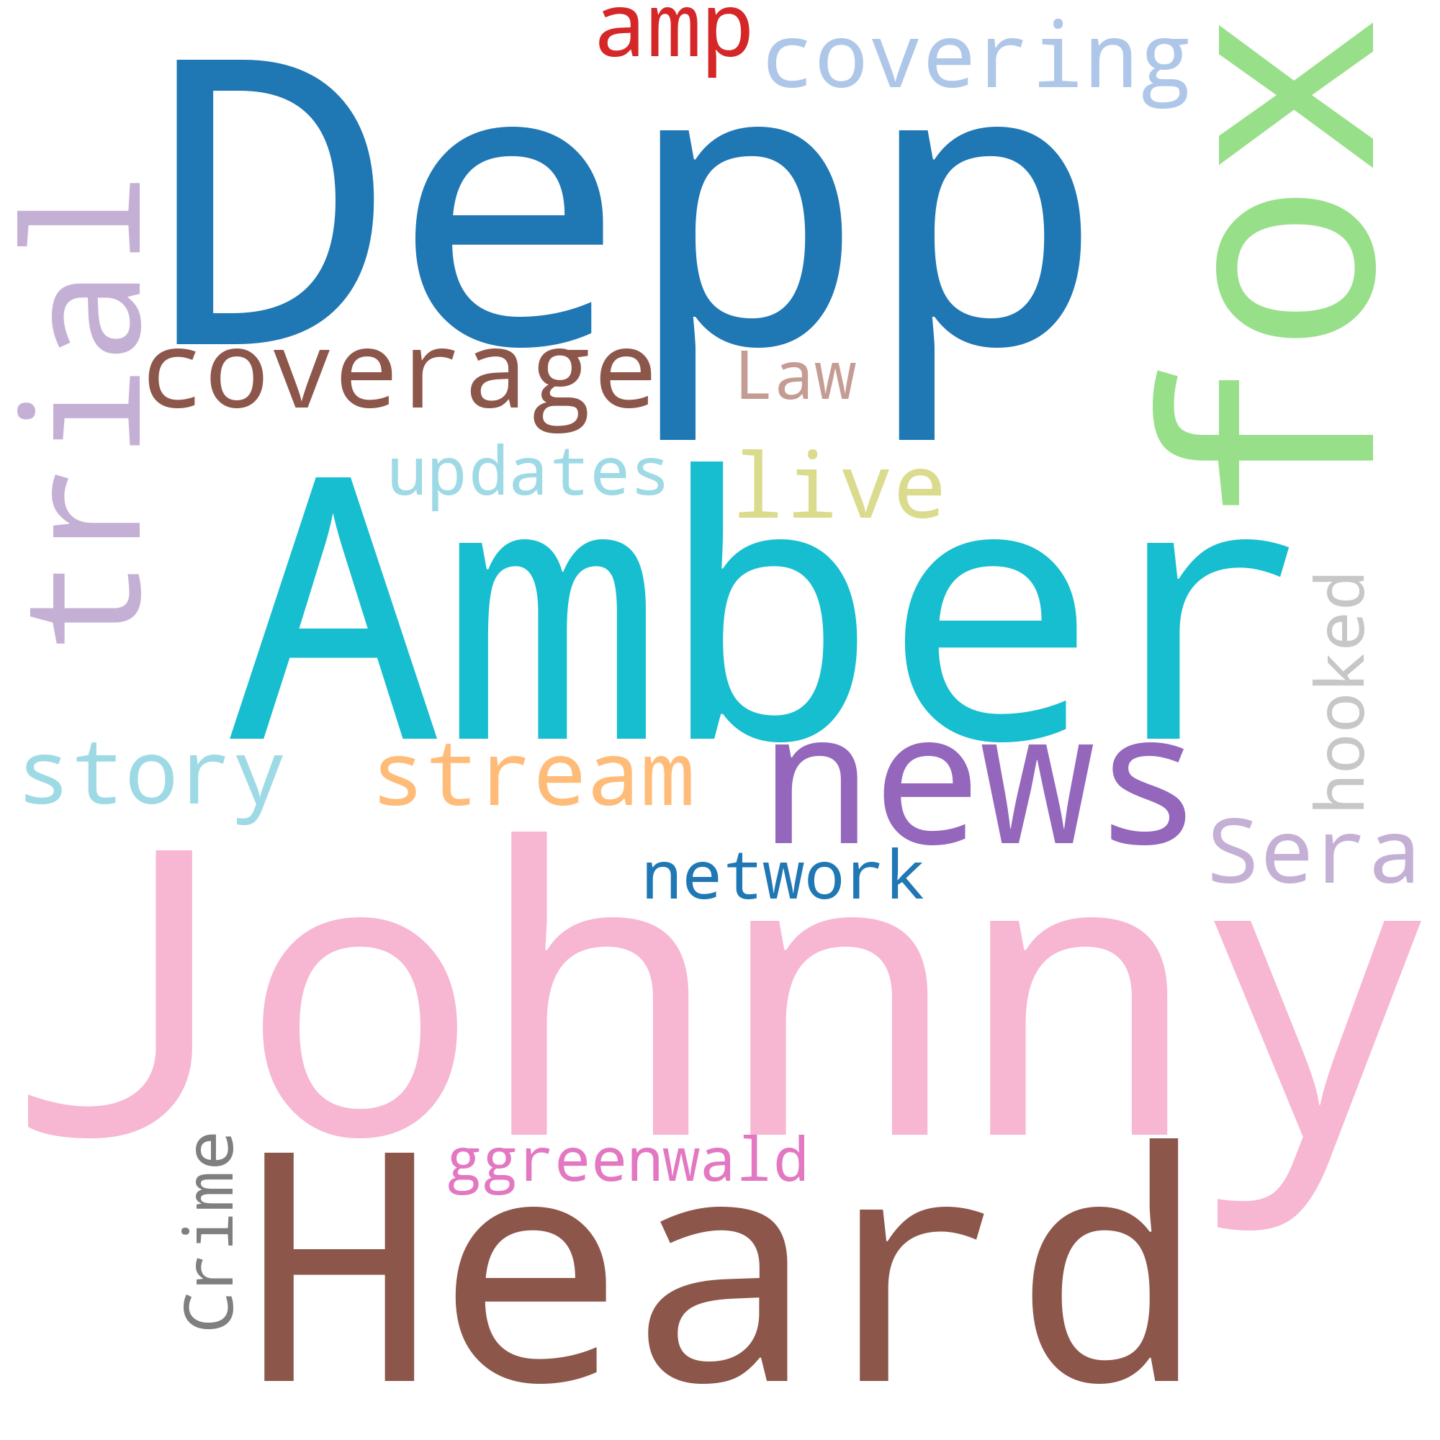 amp
covering
Depp
fox
trial
coverage
Law
updates
live
Amber
hooked
story
stream
news
Sera
network
Johnny
Crime
ggreenwald
Heard